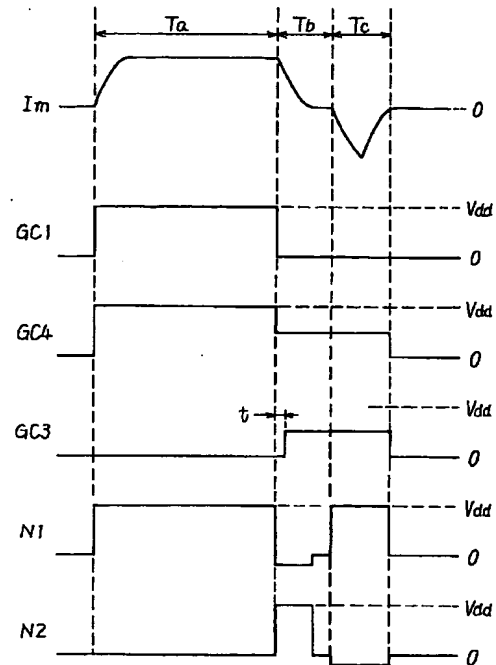 Ta Tb Tc
Im 0
Vdd
GC1 0
Vdd
GC4 0
t Vdd
GC3 0
Vdd
N1 0
Vdd
N2 0